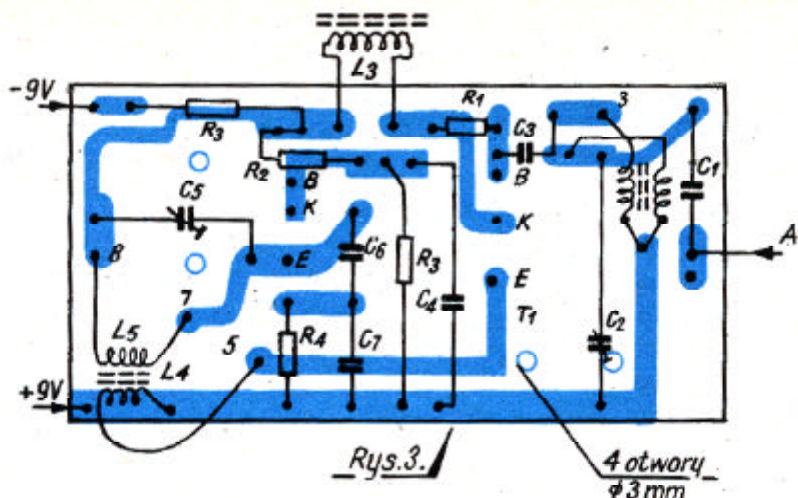 L3
-9V
R3
R1
3
C3
C1
R2
B
B
C5
K
K
A
C6
E
R3
E
8
7
C4
T1
L5
5
R4
C7
C2
L4
+9V
Rys.3.
4 otwory
ϕ3mm